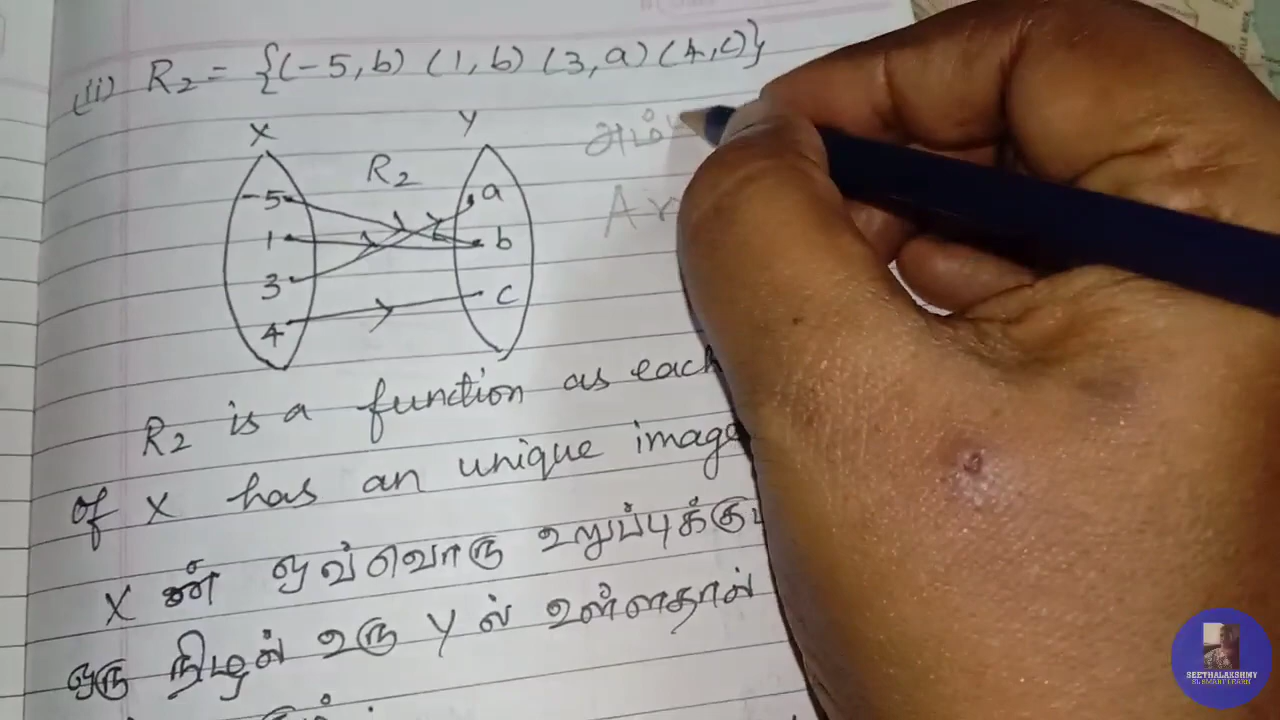 (ii) R2 = {(-5,b) (1,b) (3,a) (4,c)}
X Y
R2
-5 a
1 b
3 c
4
R2 is a function as each
of X has an unique image
X ன் ஒவ்வொரு உறுப்புக்கு
ஒரு நிழல் உரு Y ல் உள்ளதால்
SEETHALAKSHMY